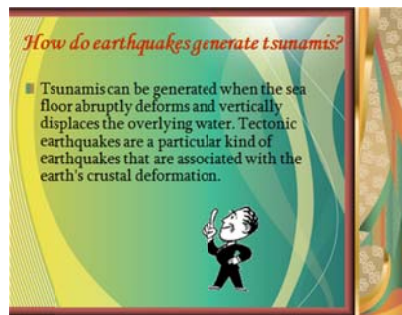 How do earthquakes generate tsunamis?
Tsunamis can be generated when the sea
floor abruptly deforms and vertically
displaces the overlying water. Tectonic
earthquakes are a particular kind of
earthquakes that are associated with the
earth's crustal deformation.